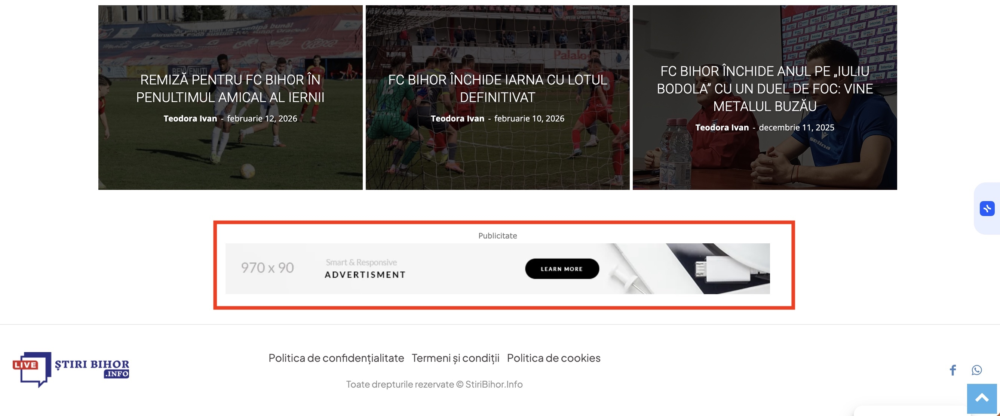 REMIZĂ PENTRU FC BIHOR ÎN
PENULTIMUL AMICAL AL IERNII
Teodora Ivan - februarie 12, 2026
BENVENUTI
FC BIHOR ÎNCHIDE IARNA CU LOTUL
DEFINITIVAT
Teodora Ivan - februarie 10, 2026
FC BIHOR ÎNCHIDE ANUL PE „IULIU
BODOLA” CU UN DUEL DE FOC: VINE
METALUL BUZĂU
Teodora Ivan - decembrie 11, 2025
selina
Publicitate
970 x 90
Smart & Responsive
ADVERTISMENT
LEARN MORE
LIVE
ȘTIRI BIHOR
.INFO
Politica de confidențialitate Termeni și condiții Politica de cookies
Toate drepturile rezervate © StiriBihor.Info